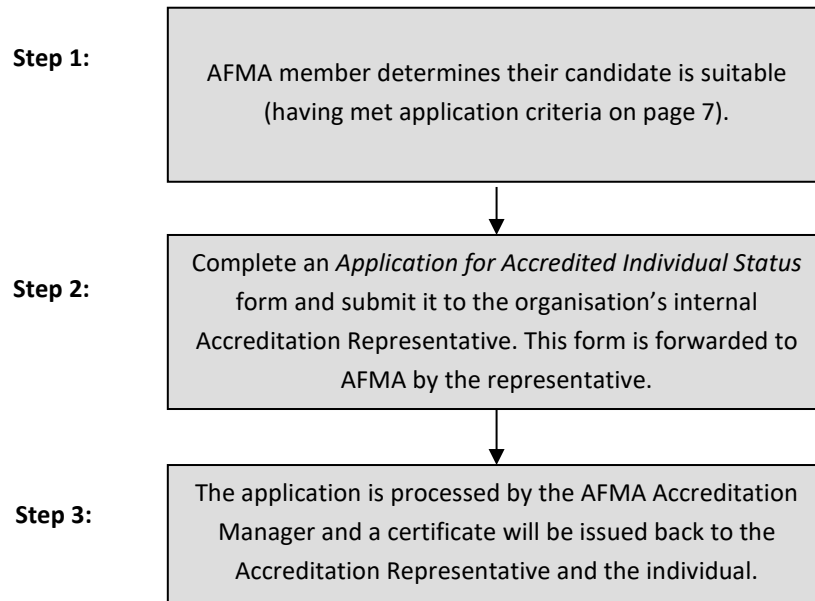 Step 1:
AFMA member determines their candidate is suitable
(having met application criteria on page 7).
Step 2:
Complete an Application for Accredited Individual Status
form and submit it to the organisation’s internal
Accreditation Representative. This form is forwarded to
AFMA by the representative.
Step 3:
The application is processed by the AFMA Accreditation
Manager and a certificate will be issued back to the
Accreditation Representative and the individual.